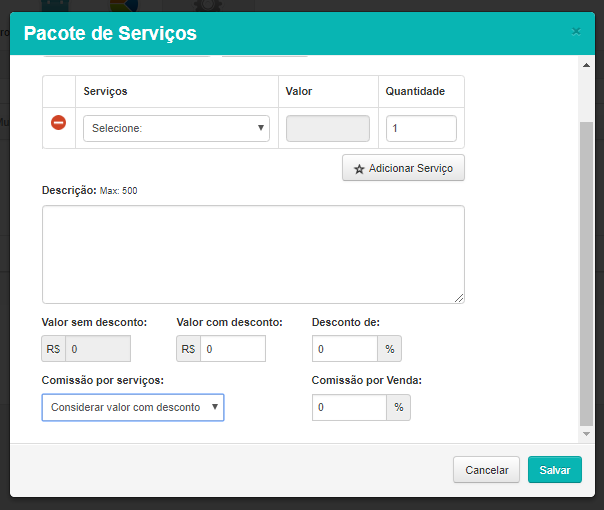 Pacote de Serviços ×
Serviços Valor Quantidade
Selecione: 1
Adicionar Serviço
Descrição: Max: 500
Valor sem desconto: Valor com desconto: Desconto de:
R$ 0 R$ 0 0 %
Comissão por serviços: Comissão por Venda:
Considerar valor com desconto 0 %
Cancelar Salvar